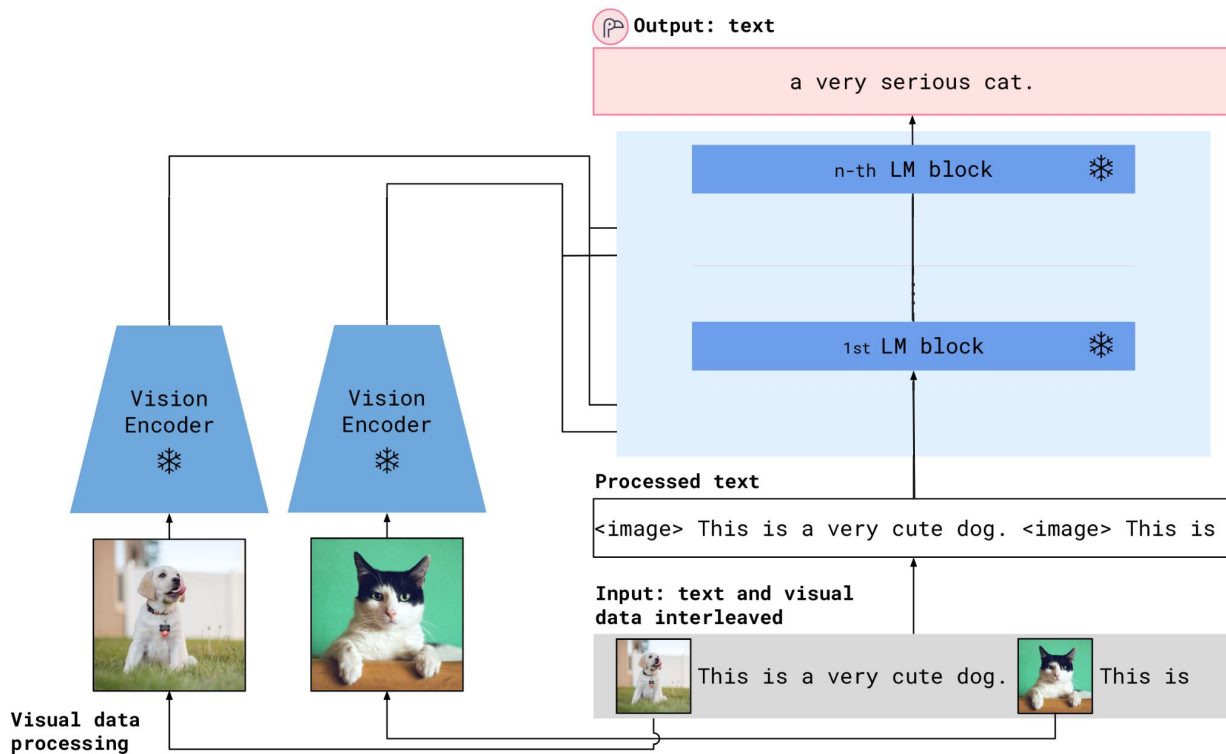 Output: text
a very serious cat.
n-th LM block
1st LM block
Vision
Encoder
Vision
Encoder
Processed text
<image> This is a very cute dog. <image> This is
Input: text and visual
data interleaved
This is a very cute dog.
This is
Visual data
processing